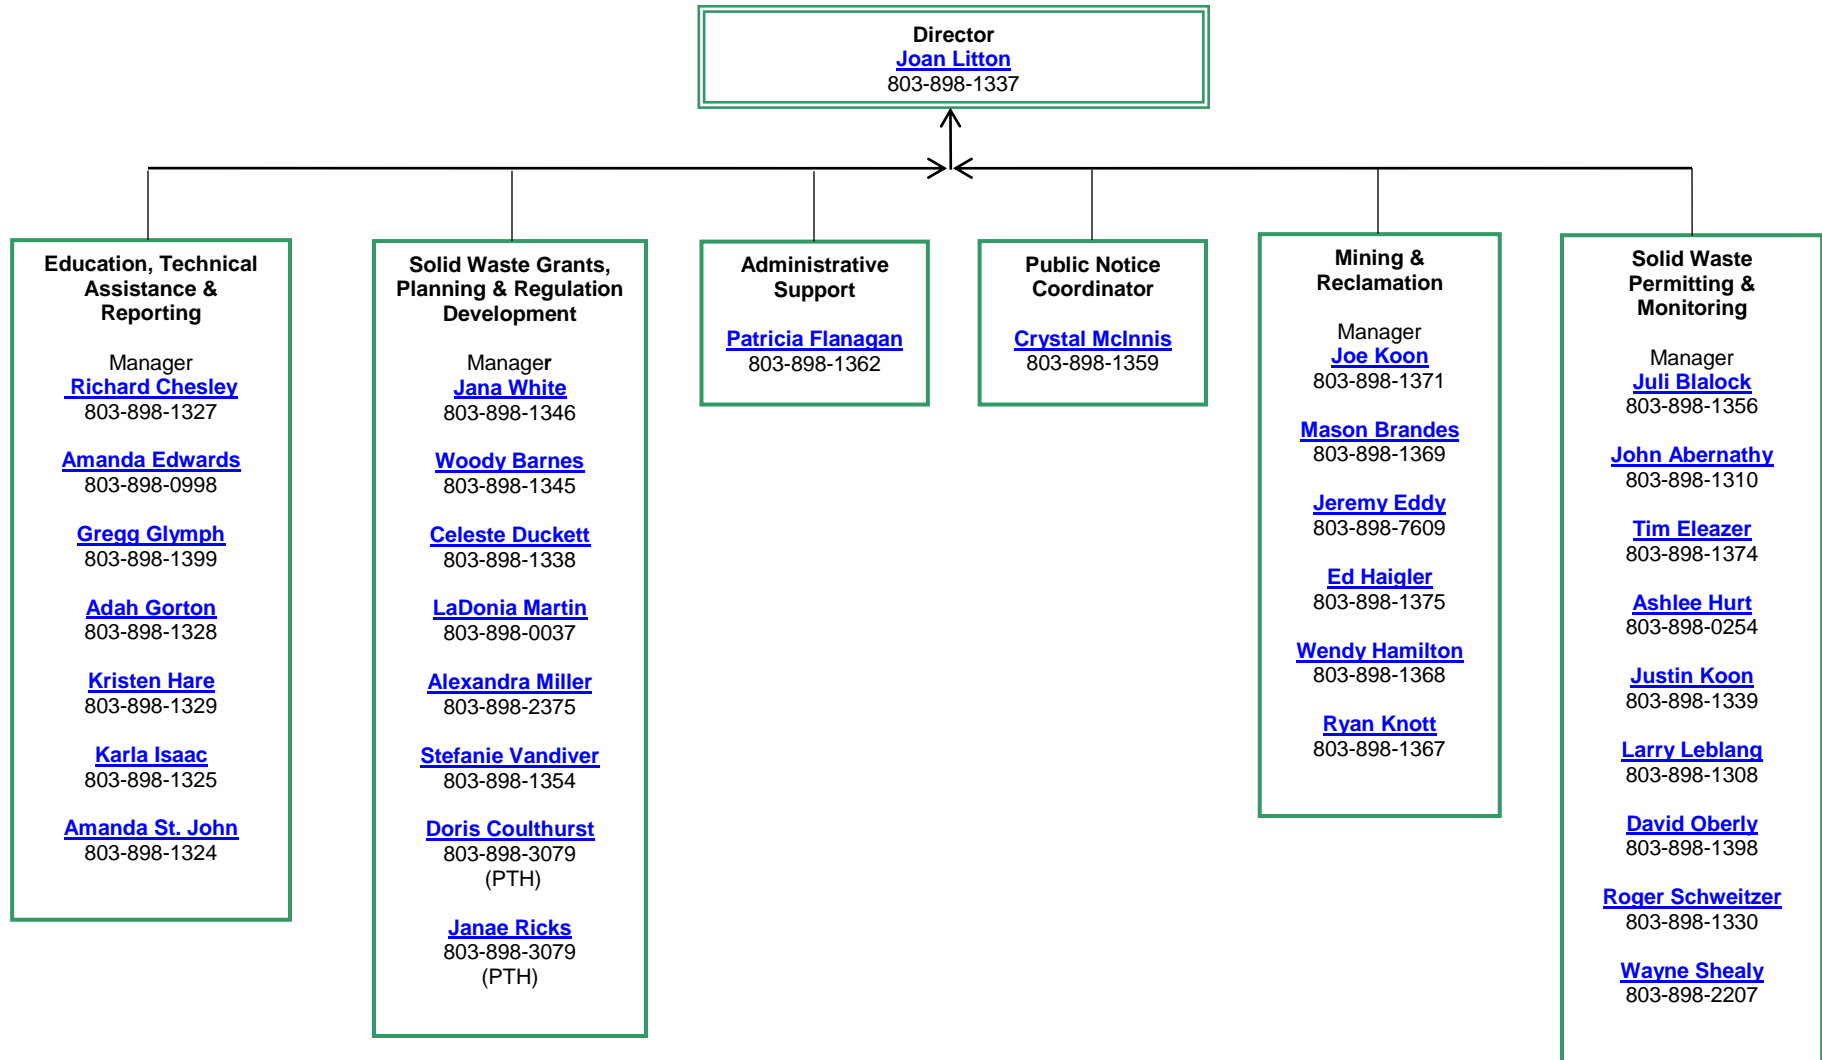 Director
Joan Litton
803-898-1337
Education, Technical
Assistance &
Reporting
Manager
Richard Chesley
803-898-1327
Amanda Edwards
803-898-0998
Gregg Glymph
803-898-1399
Adah Gorton
803-898-1328
Kristen Hare
803-898-1329
Karla Isaac
803-898-1325
Amanda St. John
803-898-1324
Solid Waste Grants,
Planning & Regulation
Development
Manager
Jana White
803-898-1346
Woody Barnes
803-898-1345
Celeste Duckett
803-898-1338
LaDonia Martin
803-898-0037
Alexandra Miller
803-898-2375
Stefanie Vandiver
803-898-1354
Doris Coulthurst
803-898-3079
(PTH)
Janae Ricks
803-898-3079
(PTH)
Administrative
Support
Patricia Flanagan
803-898-1362
Public Notice
Coordinator
Crystal McInnis
803-898-1359
Mining &
Reclamation
Manager
Joe Koon
803-898-1371
Mason Brandes
803-898-1369
Jeremy Eddy
803-898-7609
Ed Haigler
803-898-1375
Wendy Hamilton
803-898-1368
Ryan Knott
803-898-1367
Solid Waste
Permitting &
Monitoring
Manager
Juli Blalock
803-898-1356
John Abernathy
803-898-1310
Tim Eleazer
803-898-1374
Ashlee Hurt
803-898-0254
Justin Koon
803-898-1339
Larry Leblang
803-898-1308
David Oberly
803-898-1398
Roger Schweitzer
803-898-1330
Wayne Shealy
803-898-2207